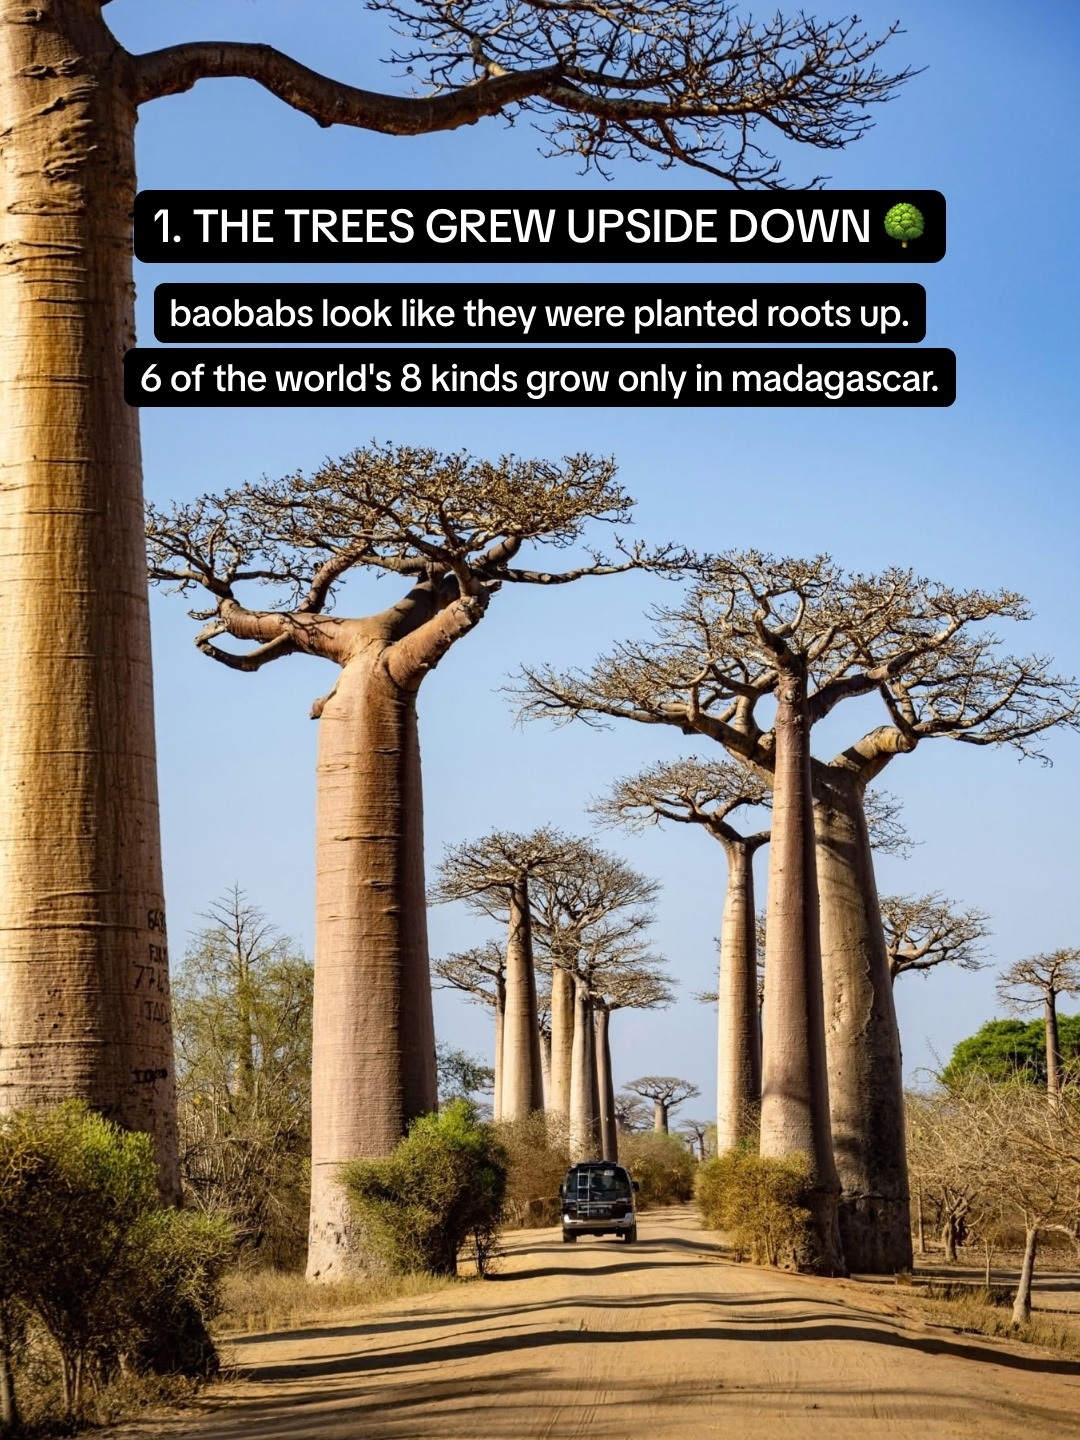 1. THE TREES GREW UPSIDE DOWN 🌳
baobabs look like they were planted roots up.
6 of the world's 8 kinds grow only in madagascar.